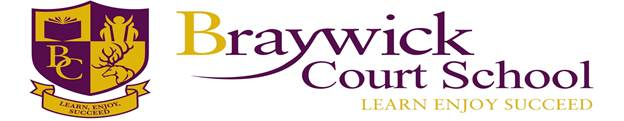 BC
LEARN, ENJOY,
SUCCEED
Braywick
Court School
LEARN ENJOY SUCCEED